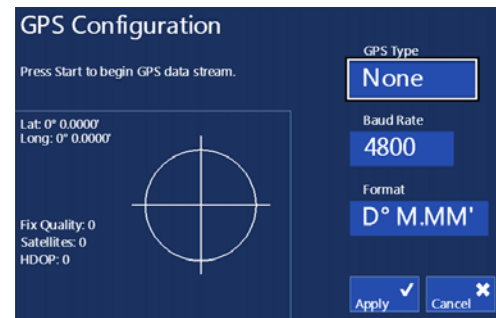 GPS Configuration
Press Start to begin GPS data stream.
Lat: 0° 0.0000'
Long: 0° 0.0000'
Fix Quality: 0
Satellites: 0
HDOP: 0
GPS Type
None
Baud Rate
4800
Format
D° M.MM'
Apply
Cancel